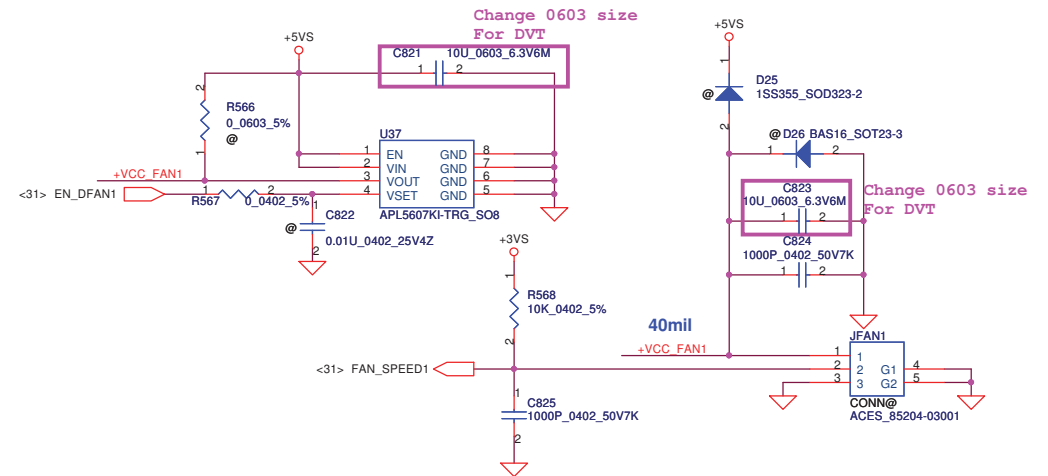 Change 0603 size
For DVT
+5VS
C821
10U_0603_6.3V6M
1
2
2
R566
0_0603_5%
@
1
U37
1
EN
GND
8
2
VIN
GND
7
3
VOUT
GND
6
4
VSET
GND
5
APL5607KI-TRG_SO8
+VCC_FAN1
<31> EN_DFAN1
1
2
R567
0_0402_5%
1
C822
@
0.01U_0402_25V4Z
2
+5VS
1
D25
@
1SS355_SOD323-2
2
@
D26 BAS16_SOT23-3
1
2
C823
10U_0603_6.3V6M
1
2
Change 0603 size
For DVT
C824
1000P_0402_50V7K
1
2
+3VS
1
R568
10K_0402_5%
2
40mil
+VCC_FAN1
<31> FAN_SPEED1
1
C825
1000P_0402_50V7K
2
JFAN1
1
1
2
2
G1
4
3
3
G2
5
CONN@
ACES_85204-03001